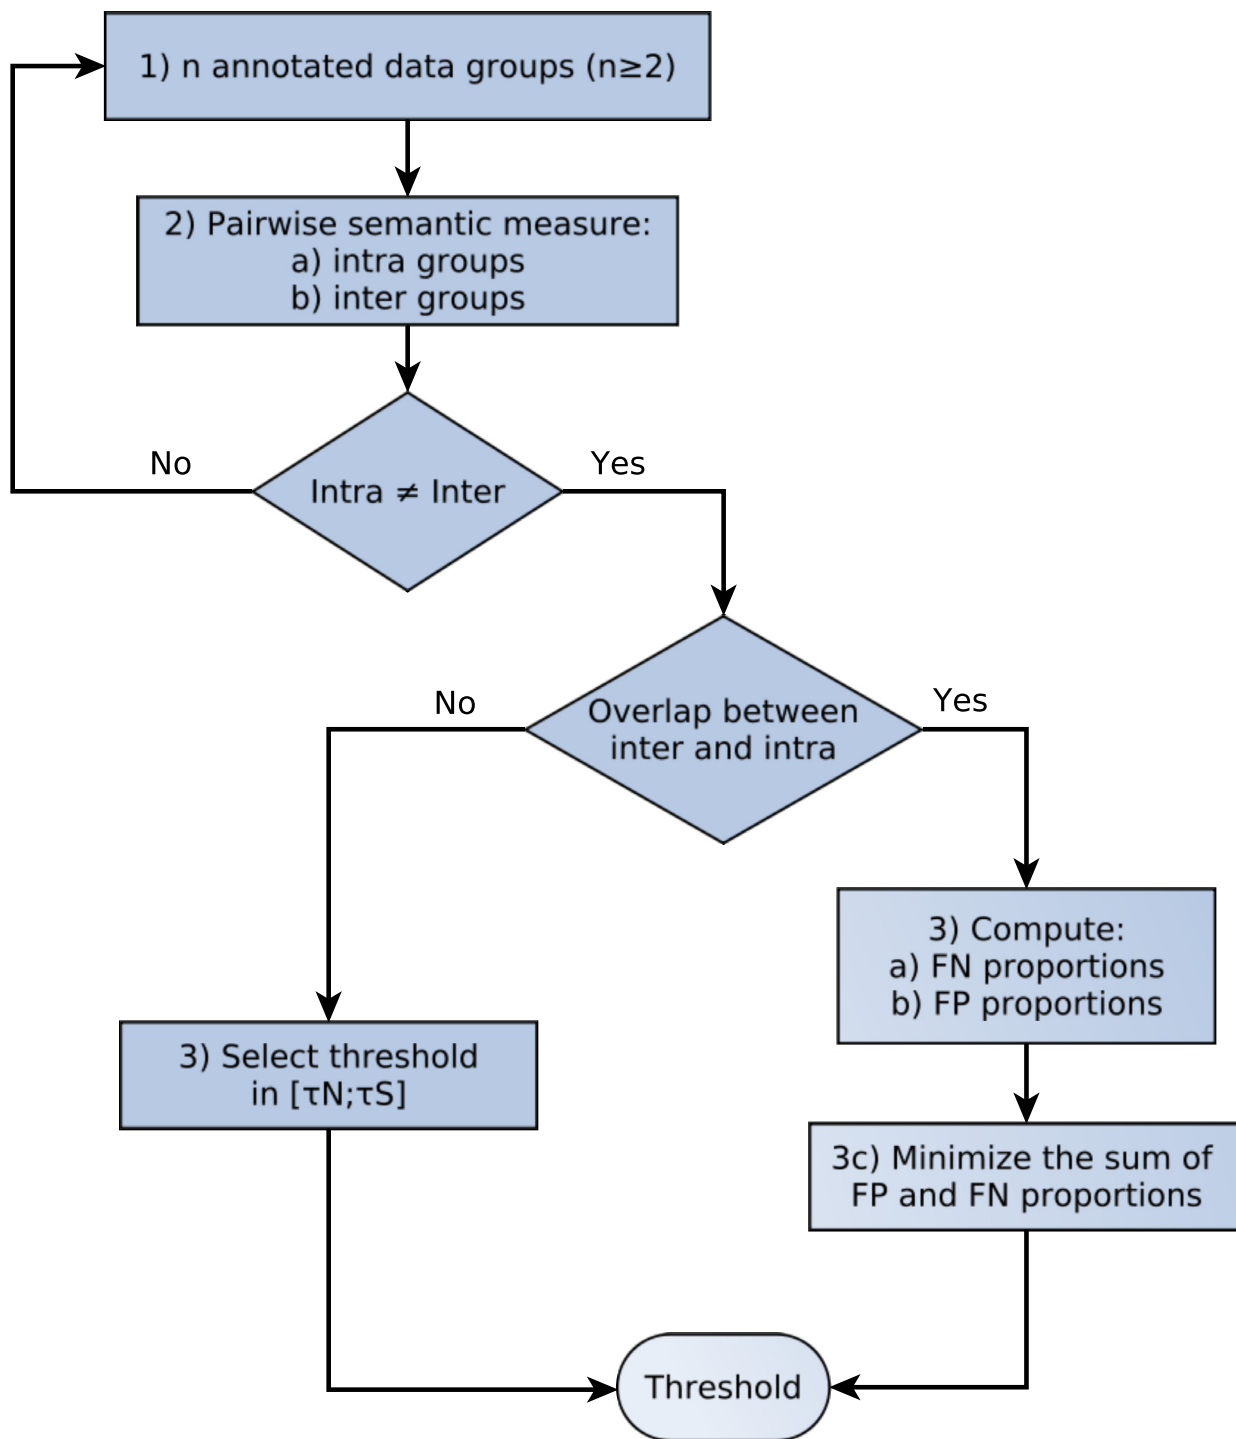 1) n annotated data groups (n≥2)
2) Pairwise semantic measure:
a) intra groups
b) inter groups
No
Yes
Intra ≠ Inter
No
Yes
Overlap between
inter and intra
3) Compute:
a) FN proportions
b) FP proportions
3) Select threshold
in [τN;τS]
3c) Minimize the sum of
FP and FN proportions
Threshold